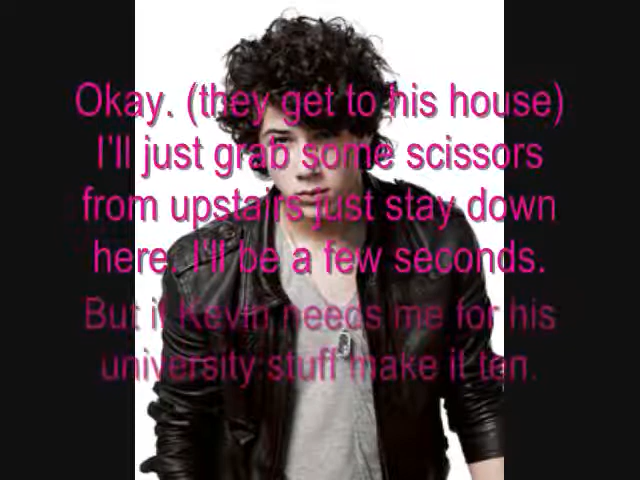 Okay. (they get to his house)
I'll just grab some scissors
from upstairs just stay down
here. I'll be a few seconds.
But if Kevin needs me for his
university stuff make it ten.